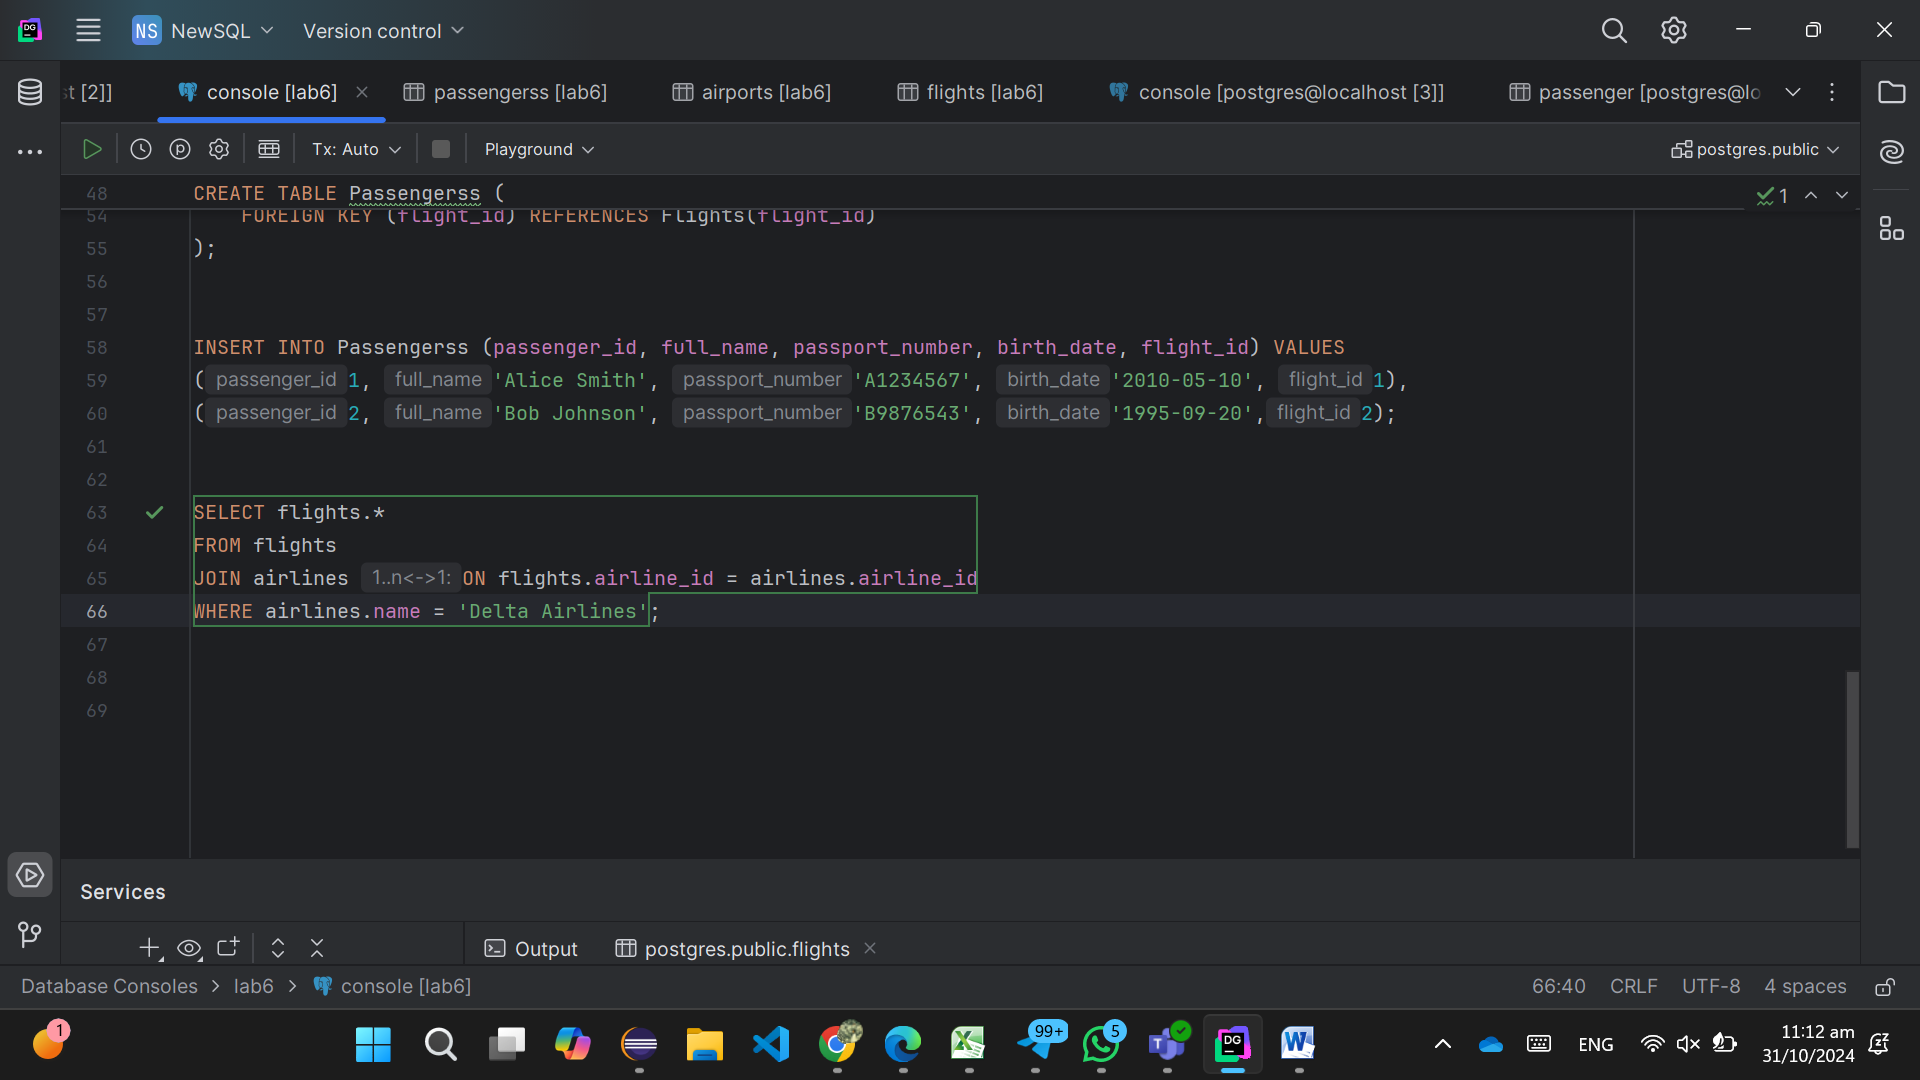 NS NewSQL Version control
st [2]] console [lab6] passengerss [lab6] airports [lab6] flights [lab6] console [postgres@localhost [3]] passenger [postgres@lo
Tx: Auto Playground postgres.public
48 CREATE TABLE Passengerss ( 1
54 FOREIGN KEY (flight_id) REFERENCES Flights(flight_id)
55 );
56
57
58 INSERT INTO Passengerss (passenger_id, full_name, passport_number, birth_date, flight_id) VALUES
59 ( passenger_id 1, full_name 'Alice Smith', passport_number 'A1234567', birth_date '2010-05-10', flight_id 1),
60 ( passenger_id 2, full_name 'Bob Johnson', passport_number 'B9876543', birth_date '1995-09-20', flight_id 2);
61
62
63 SELECT flights.*
64 FROM flights
65 JOIN airlines 1..n<->1: ON flights.airline_id = airlines.airline_id
66 WHERE airlines.name = 'Delta Airlines';
67
68
69
Services
Output postgres.public.flights
Database Consoles > lab6 > console [lab6] 66:40 CRLF UTF-8 4 spaces
1 99+ 5 DG ENG 11:12 am
31/10/2024